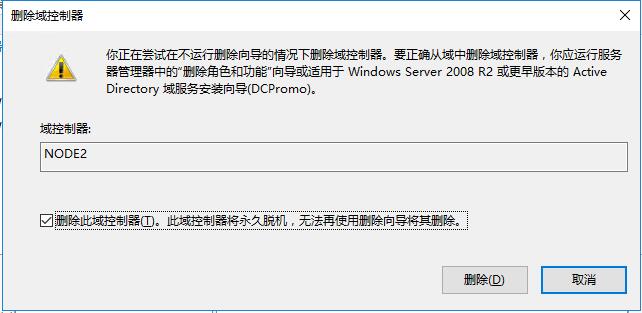 删除域控制器
你正在尝试在不运行删除向导的情况下删除域控制器。要正确从域中删除域控制器，你应运行服务
器管理器中的“删除角色和功能”向导或适用于 Windows Server 2008 R2 或更早版本的 Active
Directory 域服务安装向导(DCPromo)。
域控制器:
NODE2
删除此域控制器(T)。此域控制器将永久脱机，无法再使用删除向导将其删除。
删除(D)
取消